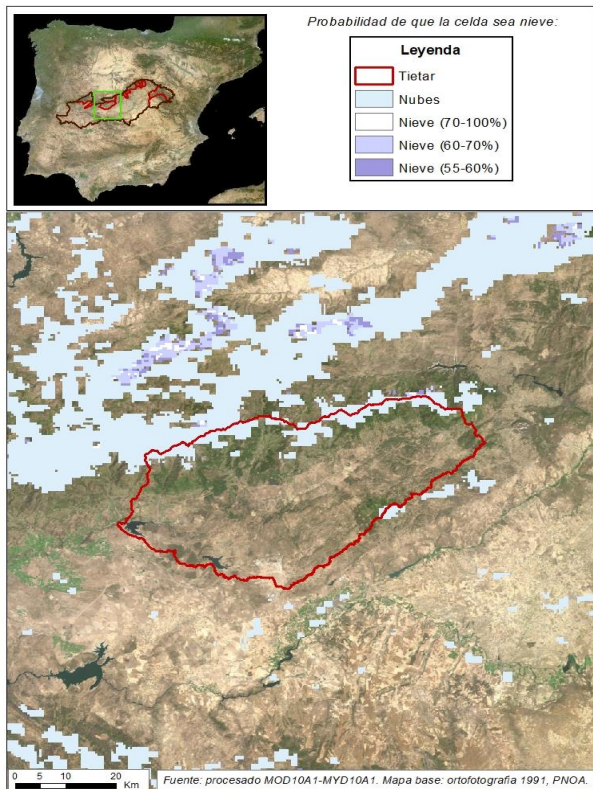 Probabilidad de que la celda sea nieve:
Leyenda
Tietar
Nubes
Nieve (70-100%)
Nieve (60-70%)
Nieve (55-60%)
0 5 10 20
Km
Fuente: procesado MOD10A1-MYD10A1. Mapa base: ortofotografia 1991, PNOA.